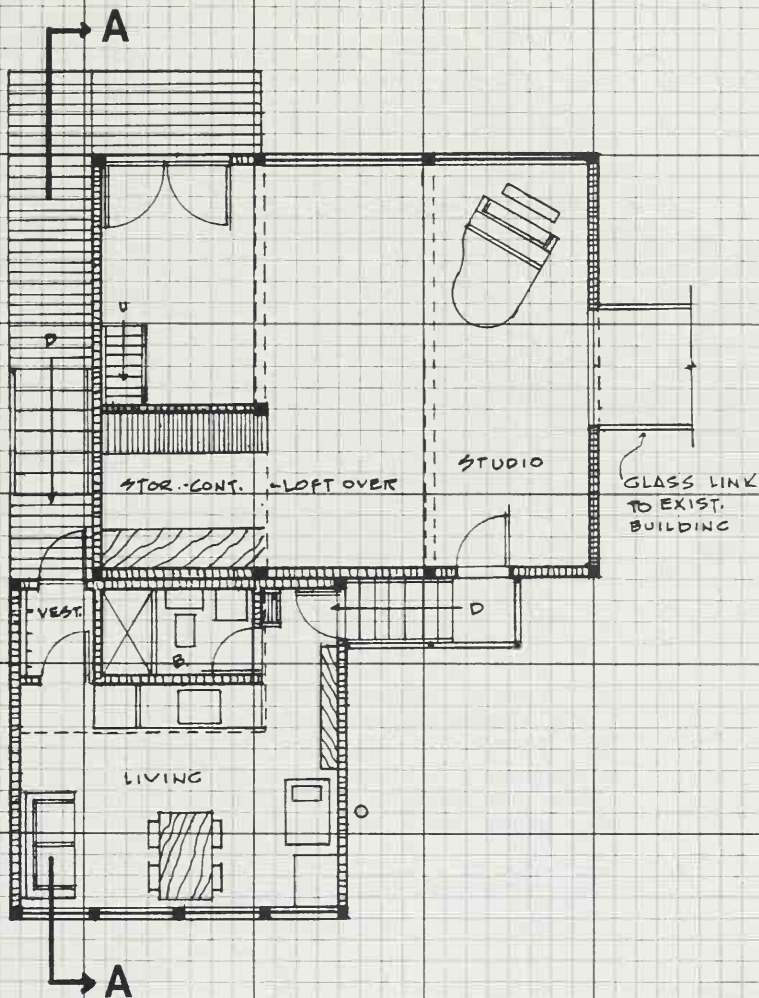 A
U
D
STOR.-CONT.
LOFT OVER
STUDIO
GLASS LINK
TO EXIST.
BUILDING
VEST.
D
B.
LIVING
A